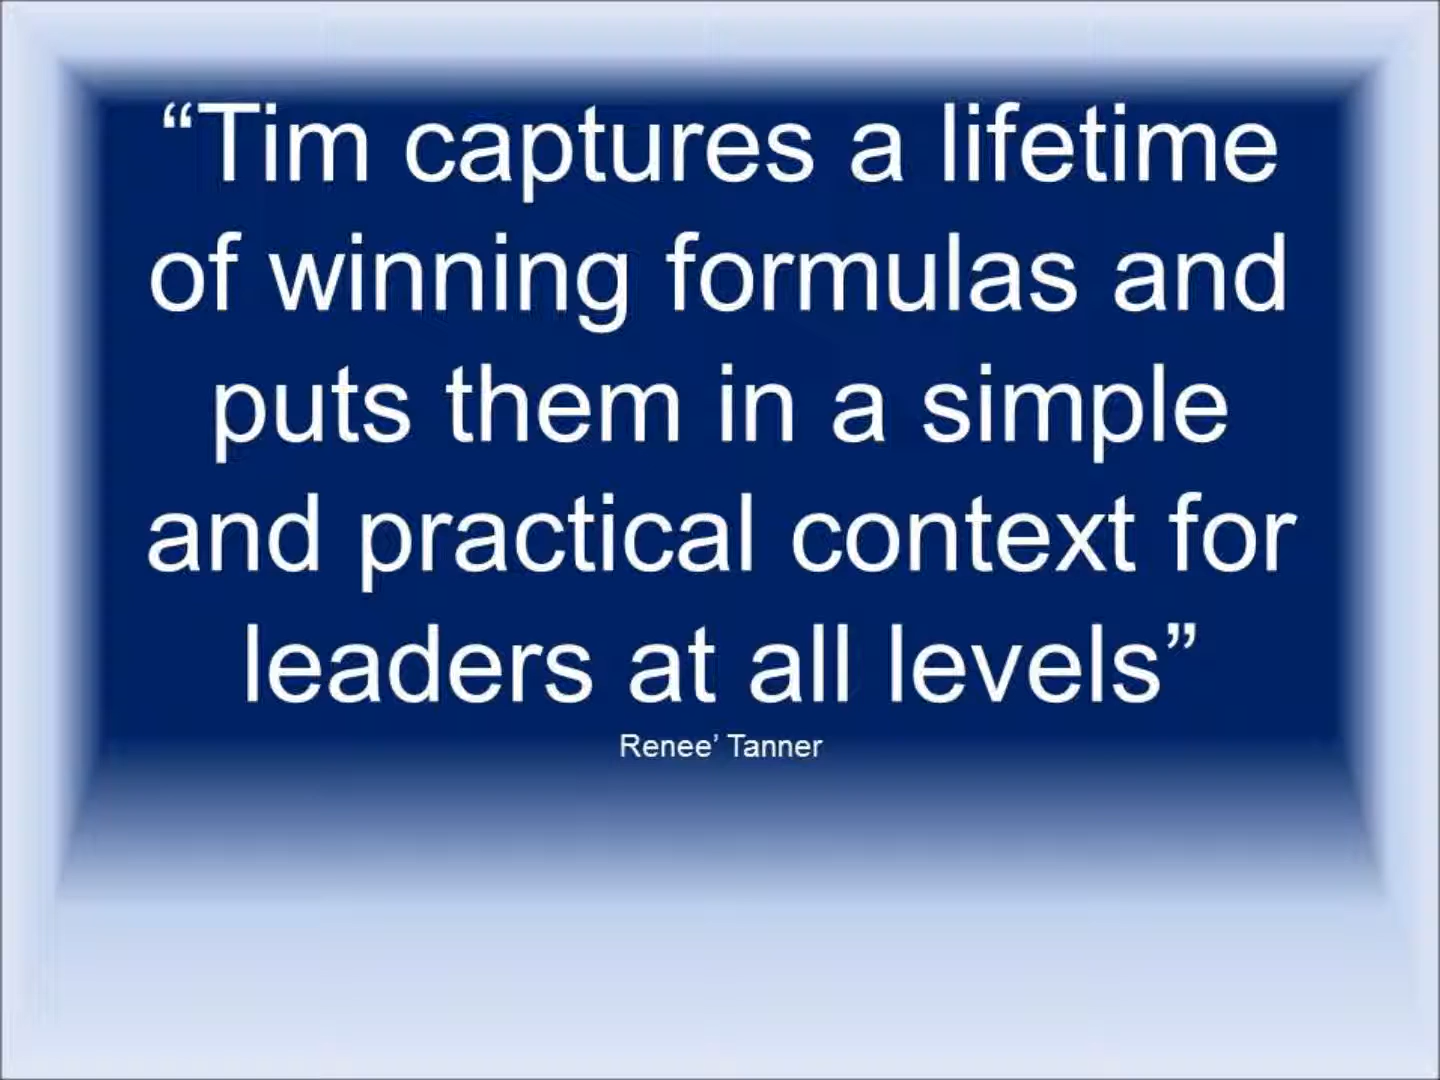 “Tim captures a lifetime
of winning formulas and
puts them in a simple
and practical context for
leaders at all levels”
Renee’ Tanner